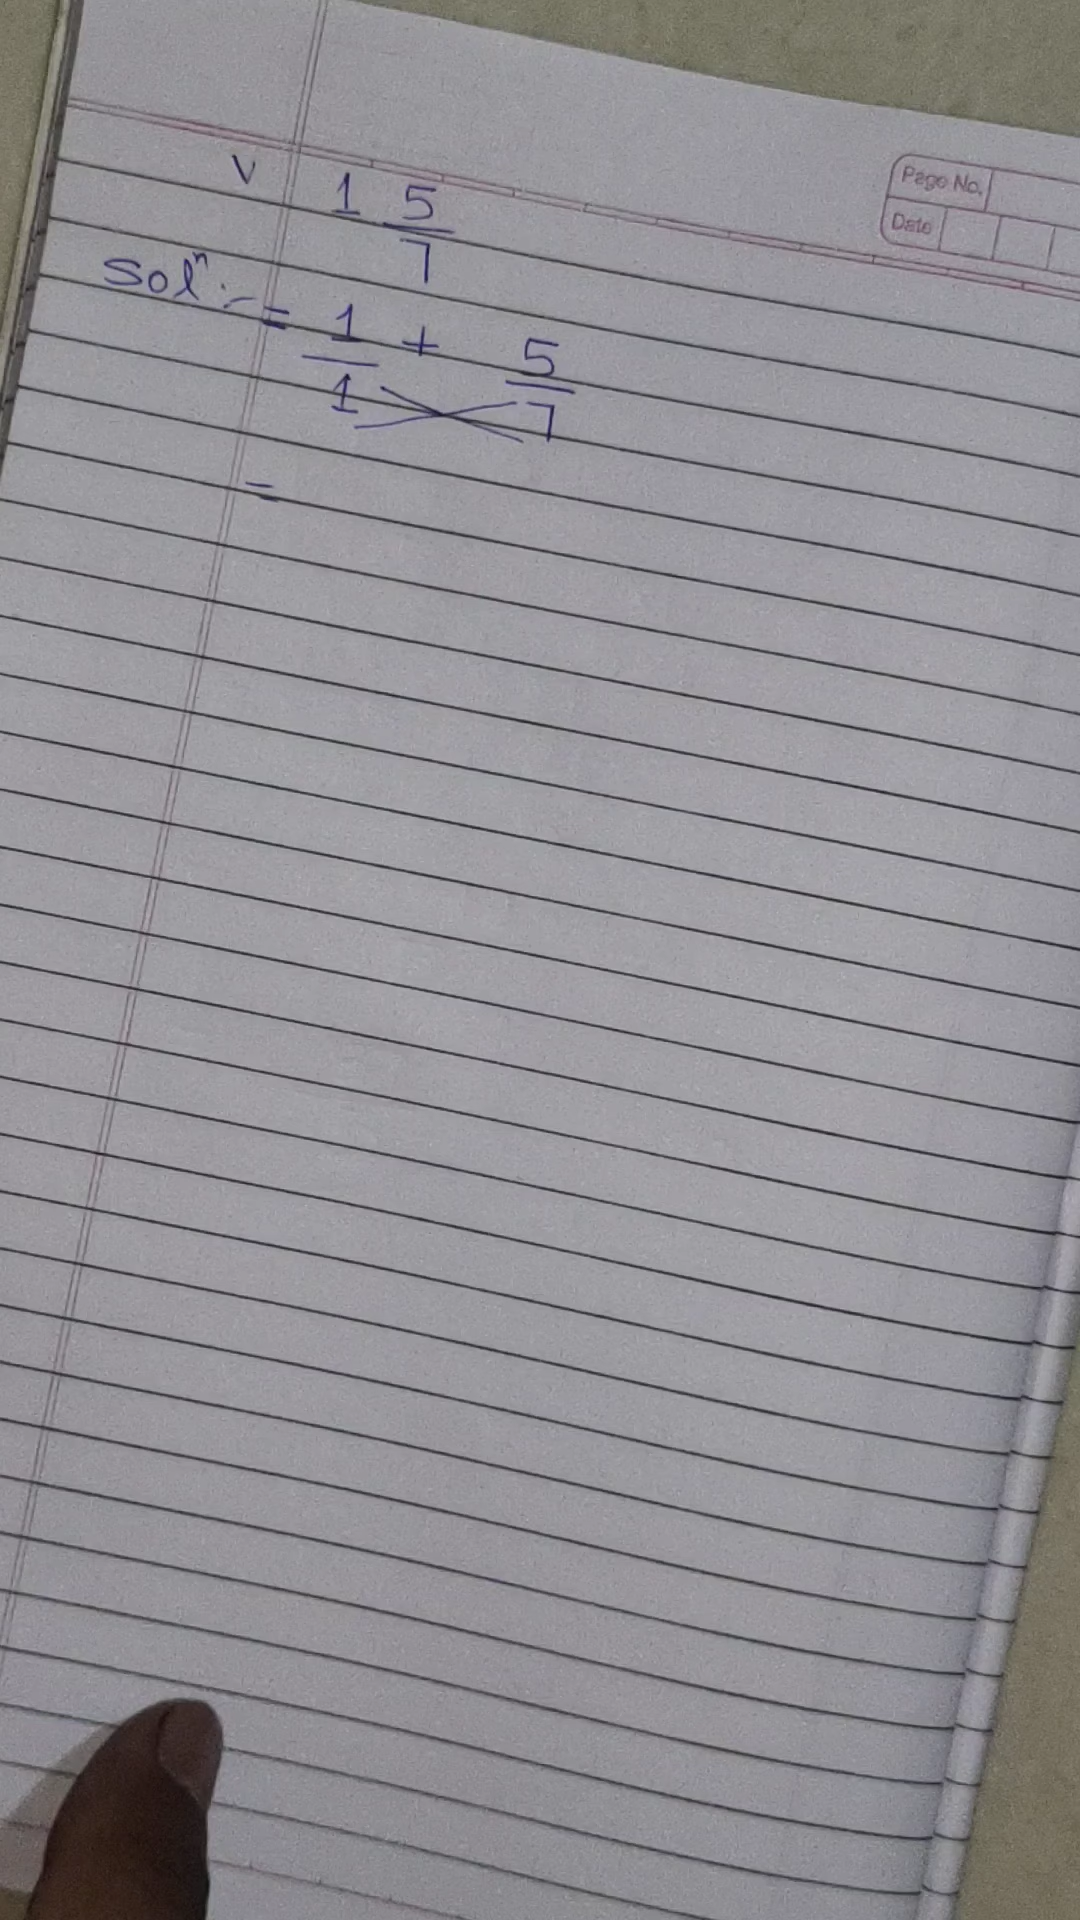 V 1 5/7
Page No.
Date
Solⁿ :- = 1/1 + 5/7
=